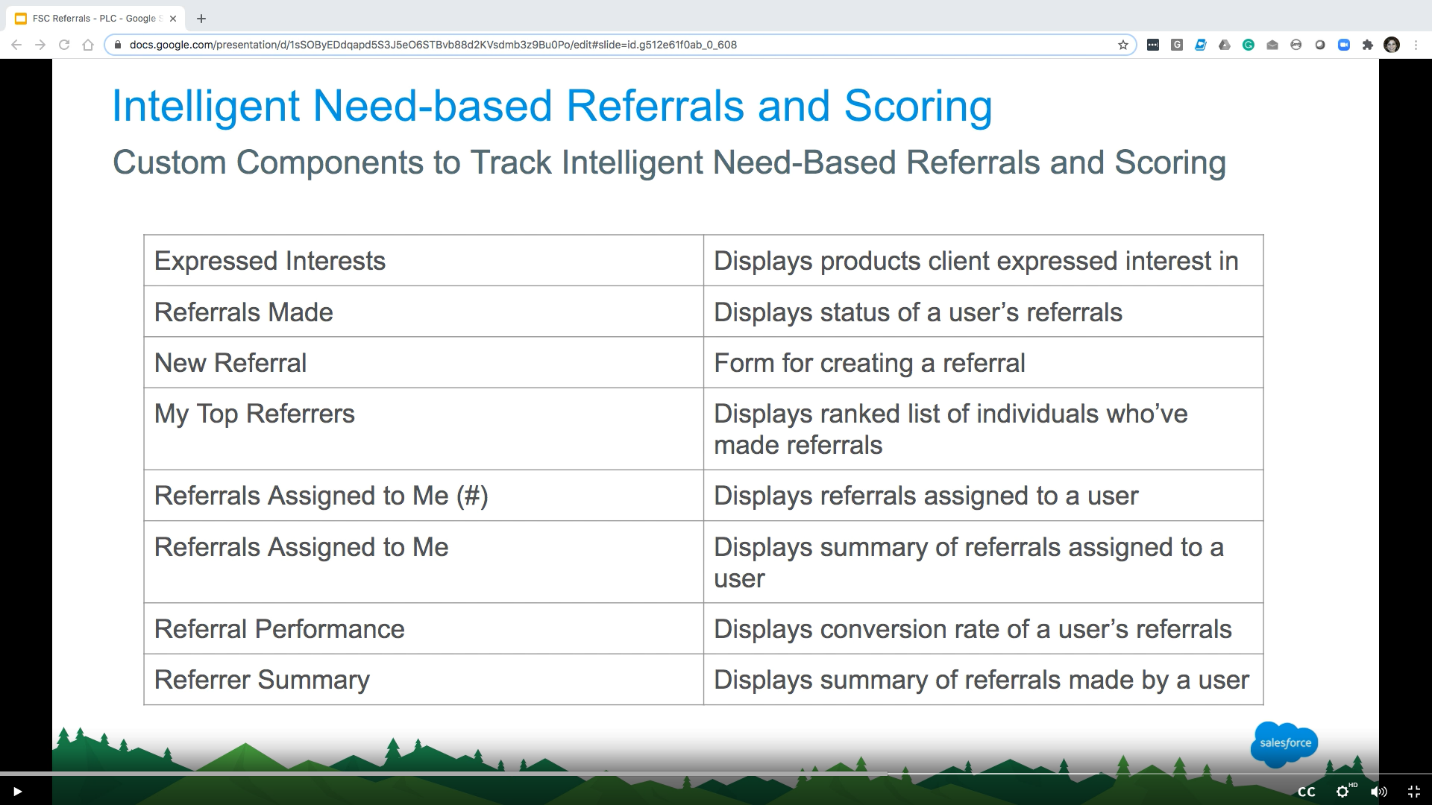 FSC Referrals - PLC - Google
docs.google.com/presentation/d/1sSOByEDdqapd5S3J5eO6STBvb88d2KVsdmb3z9Bu0Po/edit#slide=id.g512e61f0ab_0_608
Intelligent Need-based Referrals and Scoring
Custom Components to Track Intelligent Need-Based Referrals and Scoring
Expressed Interests
Displays products client expressed interest in
Referrals Made
Displays status of a user’s referrals
New Referral
Form for creating a referral
My Top Referrers
Displays ranked list of individuals who’ve
made referrals
Referrals Assigned to Me (#)
Displays referrals assigned to a user
Referrals Assigned to Me
Displays summary of referrals assigned to a
user
Referral Performance
Displays conversion rate of a user’s referrals
Referrer Summary
Displays summary of referrals made by a user
salesforce
CC
HD